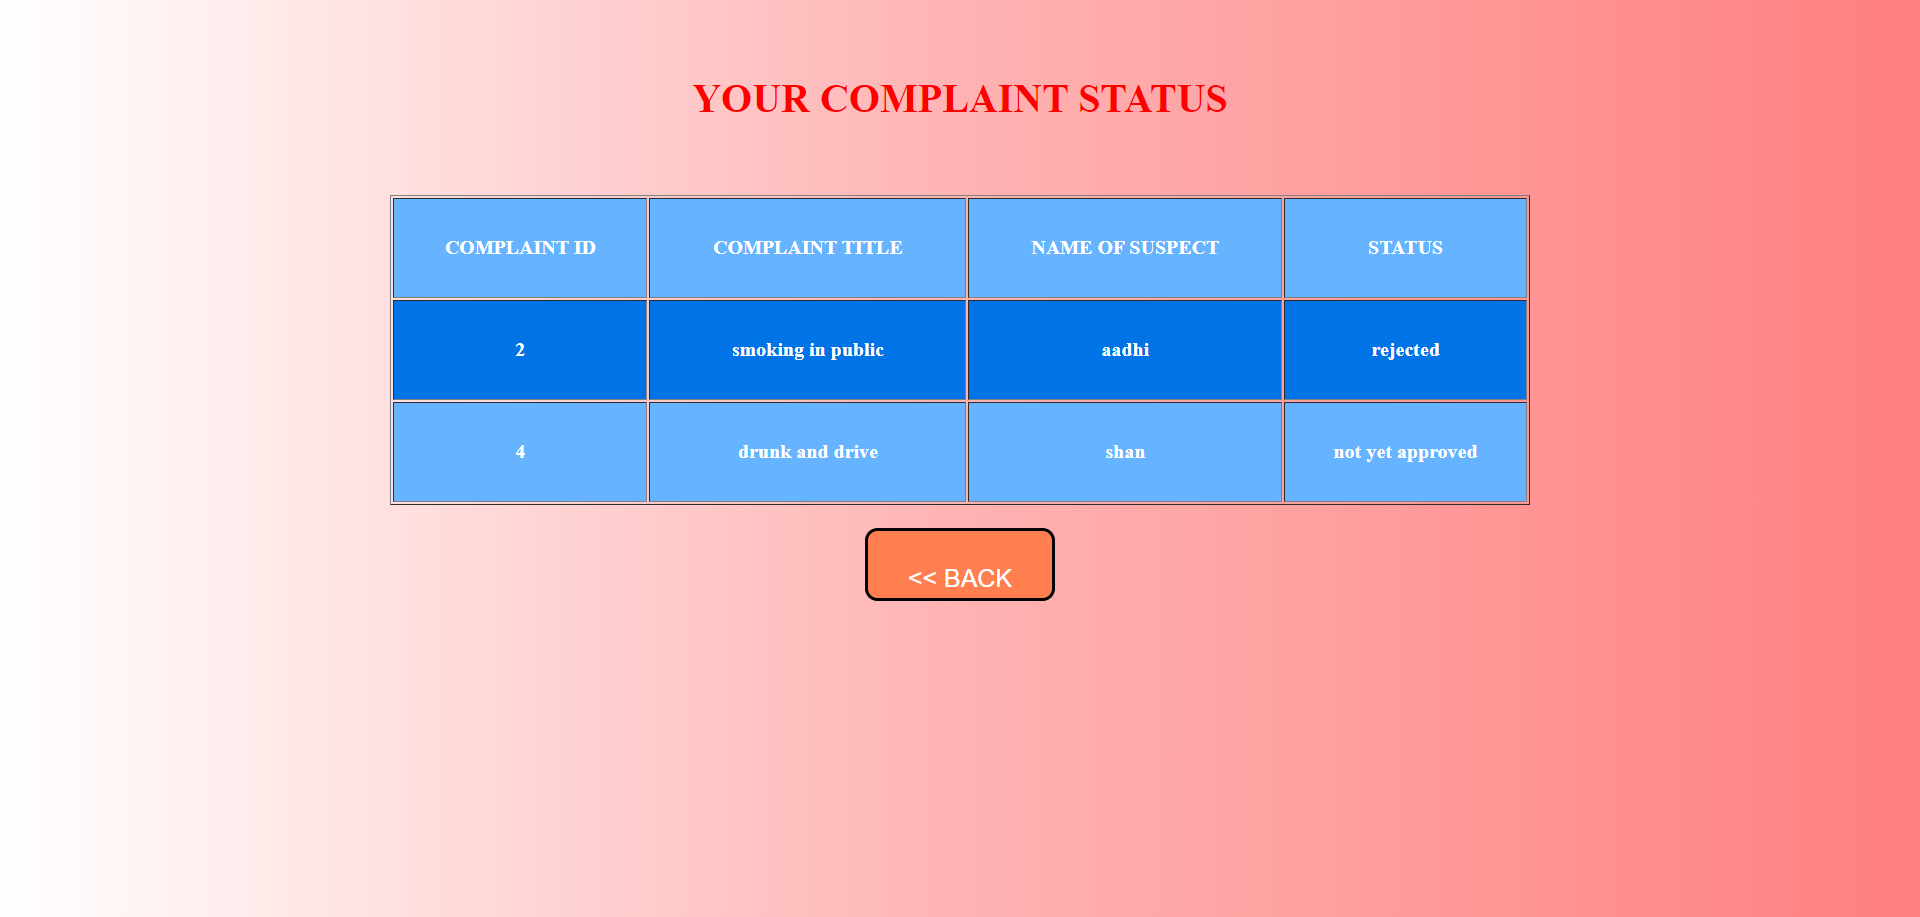 YOUR COMPLAINT STATUS
COMPLAINT ID COMPLAINT TITLE NAME OF SUSPECT STATUS
2 smoking in public aadhi rejected
4 drunk and drive shan not yet approved
<< BACK